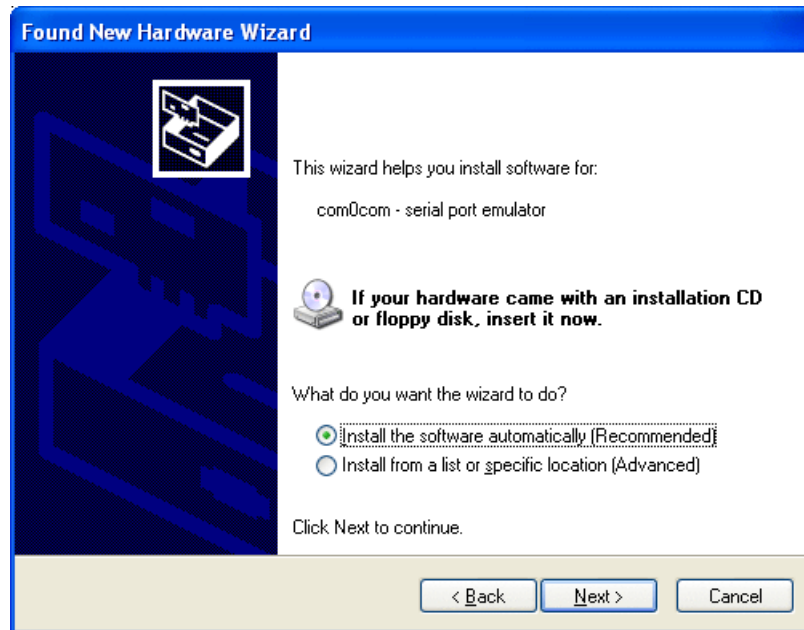 Found New Hardware Wizard
This wizard helps you install software for:
com0com - serial port emulator
If your hardware came with an installation CD
or floppy disk, insert it now.
What do you want the wizard to do?
Install the software automatically (Recommended)
Install from a list or specific location (Advanced)
Click Next to continue.
< Back Next > Cancel